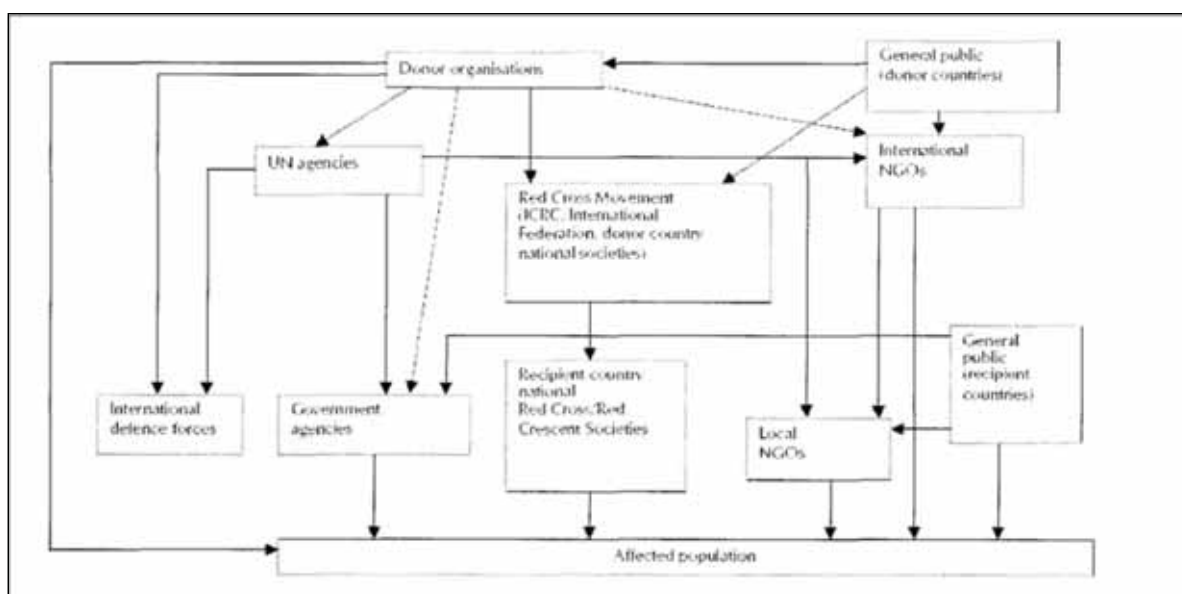 Donor organisations
General public
(donor countries)
UN agencies
International
NGOs
Red Cross Movement
(ICRC, International
Federation, donor country
national societies)
General
public
(recipient
countries)
Recipient country
national
Red Cross/Red
Crescent Societies
International
defence forces
Government
agencies
Local
NGOs
Affected population